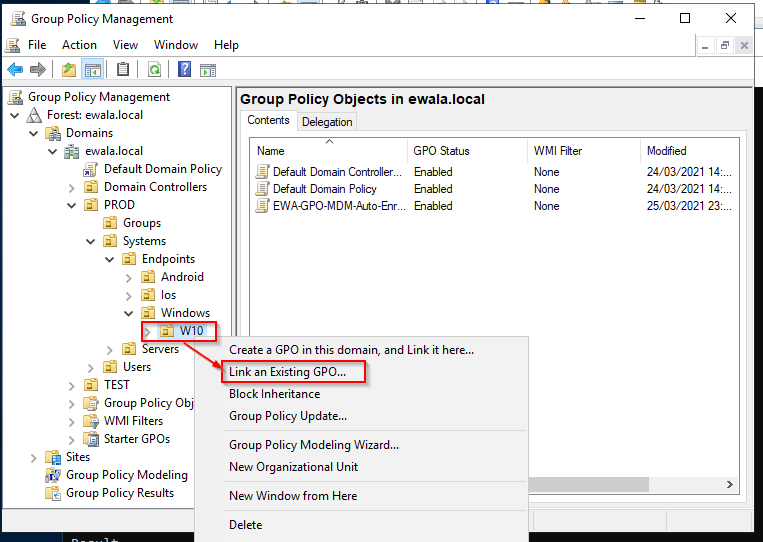 Group Policy Management
File Action View Window Help
Group Policy Management
Forest: ewala.local
Domains
ewala.local
Default Domain Policy
Domain Controllers
PROD
Groups
Systems
Endpoints
Android
Ios
Windows
W10
Servers
Users
TEST
Group Policy Obj
WMI Filters
Starter GPOs
Sites
Group Policy Modeling
Group Policy Results
Group Policy Objects in ewala.local
Contents Delegation
Name GPO Status WMI Filter Modified
Default Domain Controller... Enabled None 24/03/2021 14:...
Default Domain Policy Enabled None 24/03/2021 14:...
EWA-GPO-MDM-Auto-Enr... Enabled None 25/03/2021 23:...
Create a GPO in this domain, and Link it here...
Link an Existing GPO...
Block Inheritance
Group Policy Update...
Group Policy Modeling Wizard...
New Organizational Unit
New Window from Here
Delete